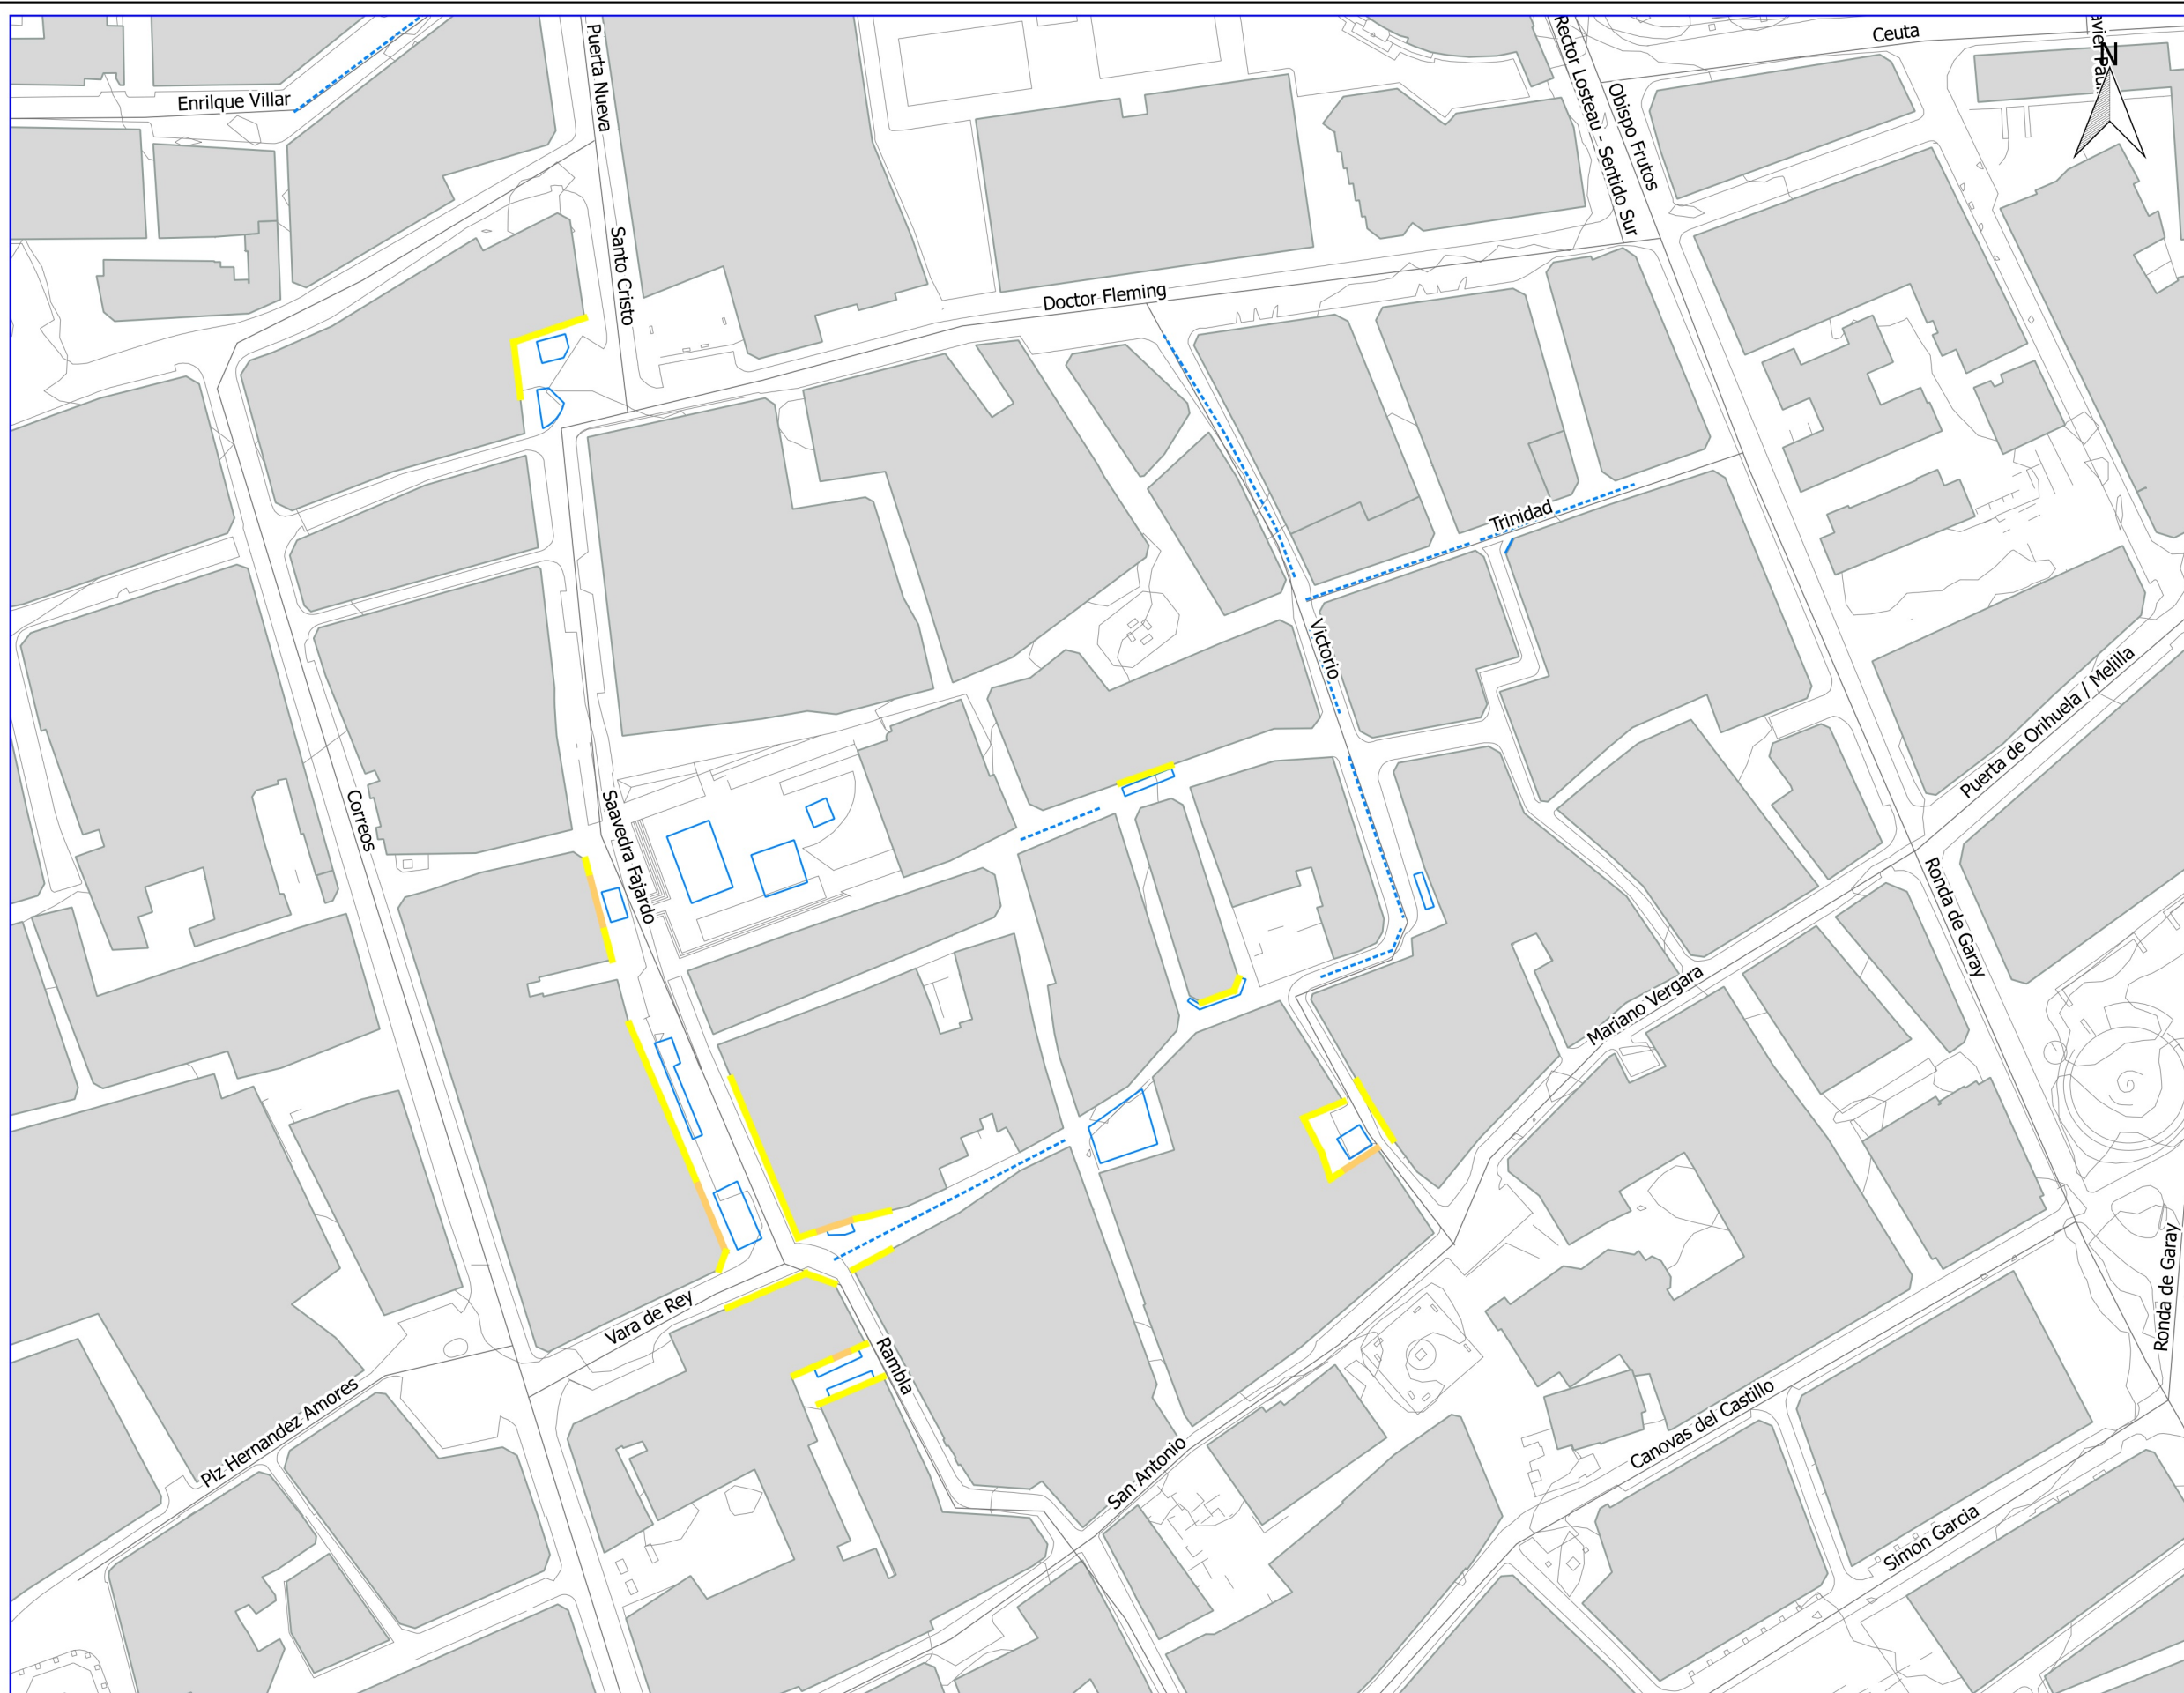 Ceuta
Puerta Nueva
Rector Losteau - Sentido Sur
N
Enrilque Villar
Obispo Frutos
Santo Cristo
Doctor Fleming
Trinidad
Victorio
Puerta de Orihuela / Melilla
Correos
Saavedra Fajardo
Ronda de Garay
Mariano Vergara
Ronda de Garay
Vara de Rey
Rambla
Plz Hernandez Amores
Canovas del Castillo
San Antonio
Simon Garcia